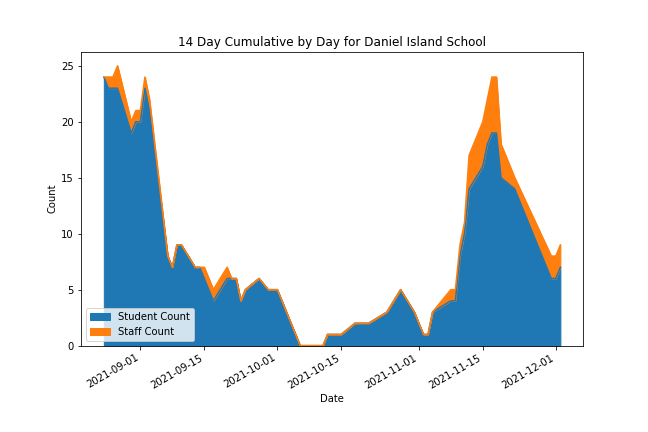 14 Day Cumulative by Day for Daniel Island School
Count
25
20
15
10
5
0
Student Count
Staff Count
2021-09-01
2021-09-15
2021-10-01
2021-10-15
2021-11-01
2021-11-15
2021-12-01
Date